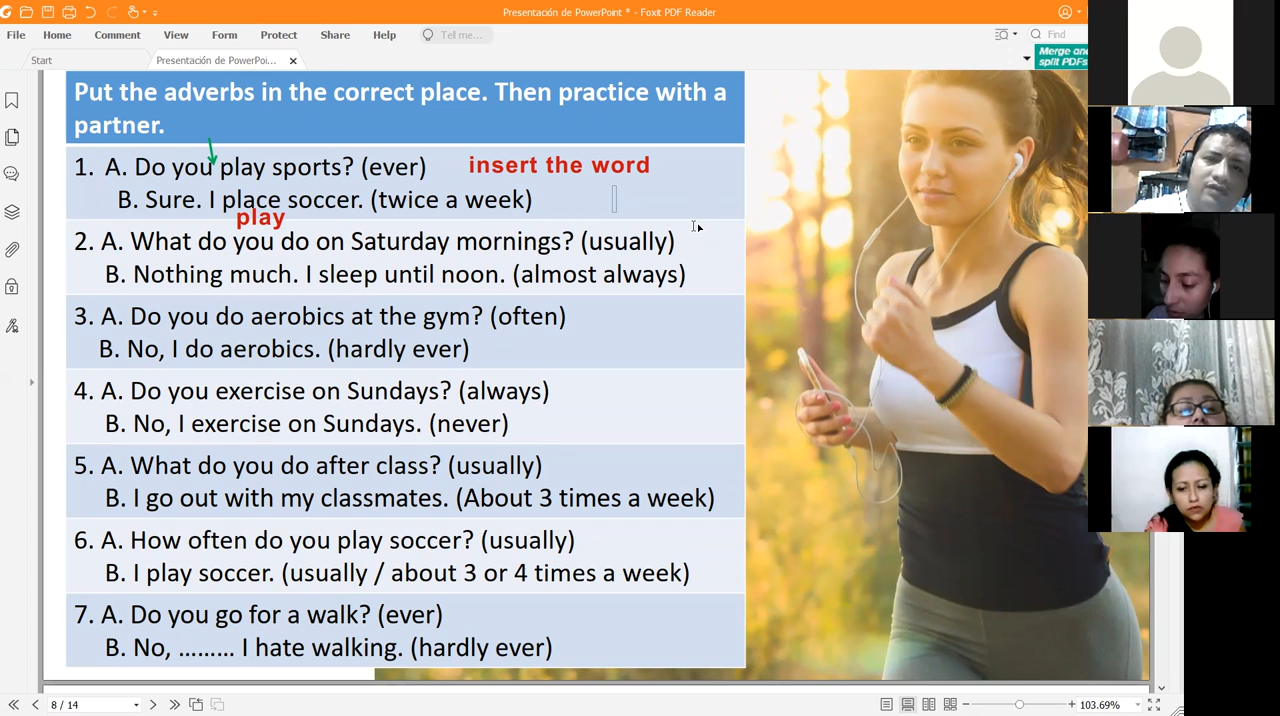 Presentación de PowerPoint * - Foxit PDF Reader
File Home Comment View Form Protect Share Help Tell me... Find
Start Presentación de PowerPoi... Merge and
split PDFs
Put the adverbs in the correct place. Then practice with a
partner.
1. A. Do you play sports? (ever) insert the word
B. Sure. I place soccer. (twice a week)
play
2. A. What do you do on Saturday mornings? (usually)
B. Nothing much. I sleep until noon. (almost always)
3. A. Do you do aerobics at the gym? (often)
B. No, I do aerobics. (hardly ever)
4. A. Do you exercise on Sundays? (always)
B. No, I exercise on Sundays. (never)
5. A. What do you do after class? (usually)
B. I go out with my classmates. (About 3 times a week)
6. A. How often do you play soccer? (usually)
B. I play soccer. (usually / about 3 or 4 times a week)
7. A. Do you go for a walk? (ever)
B. No, ……… I hate walking. (hardly ever)
8 / 14 103.69%